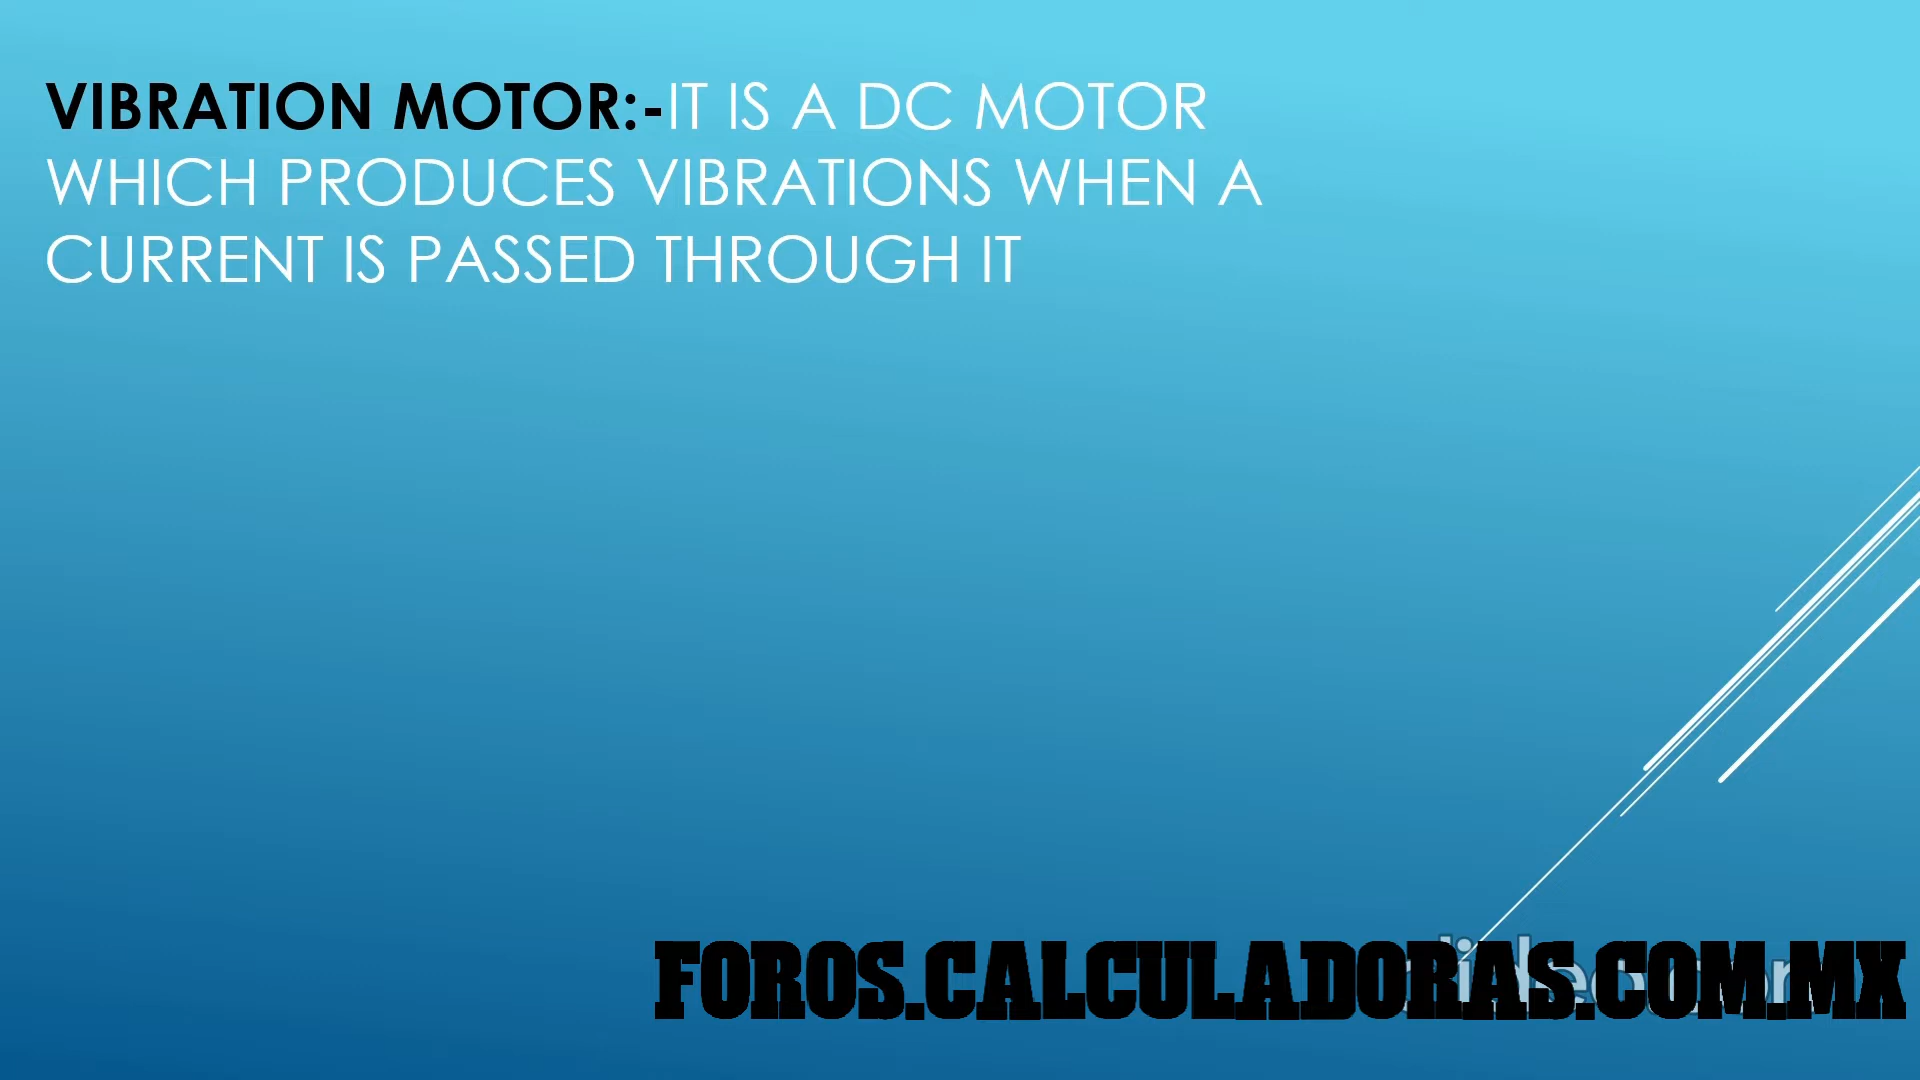 VIBRATION MOTOR:-IT IS A DC MOTOR
WHICH PRODUCES VIBRATIONS WHEN A
CURRENT IS PASSED THROUGH IT
FOROS.CALCULADORAS.COM.MX